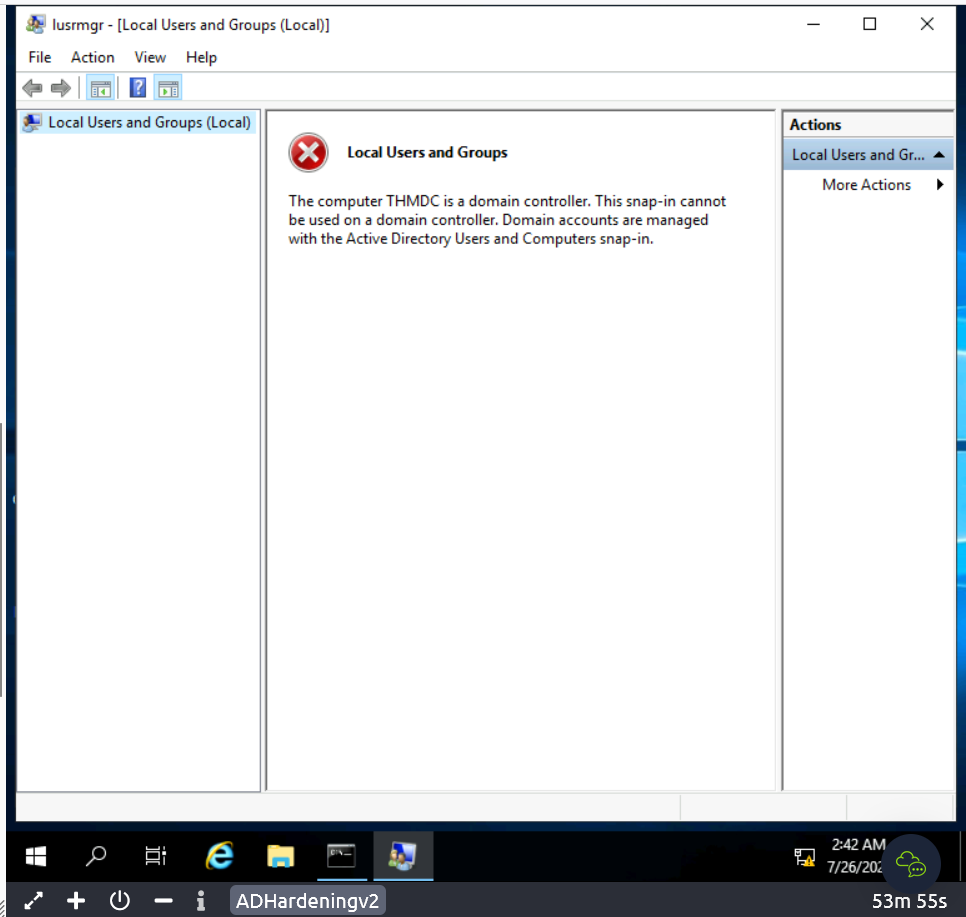 lusrmgr - [Local Users and Groups (Local)]
File Action View Help
Local Users and Groups (Local)
Local Users and Groups
The computer THMDC is a domain controller. This snap-in cannot
be used on a domain controller. Domain accounts are managed
with the Active Directory Users and Computers snap-in.
Actions
Local Users and Gr...
More Actions
2:42 AM
7/26/202
ADHardeningv2
53m 55s